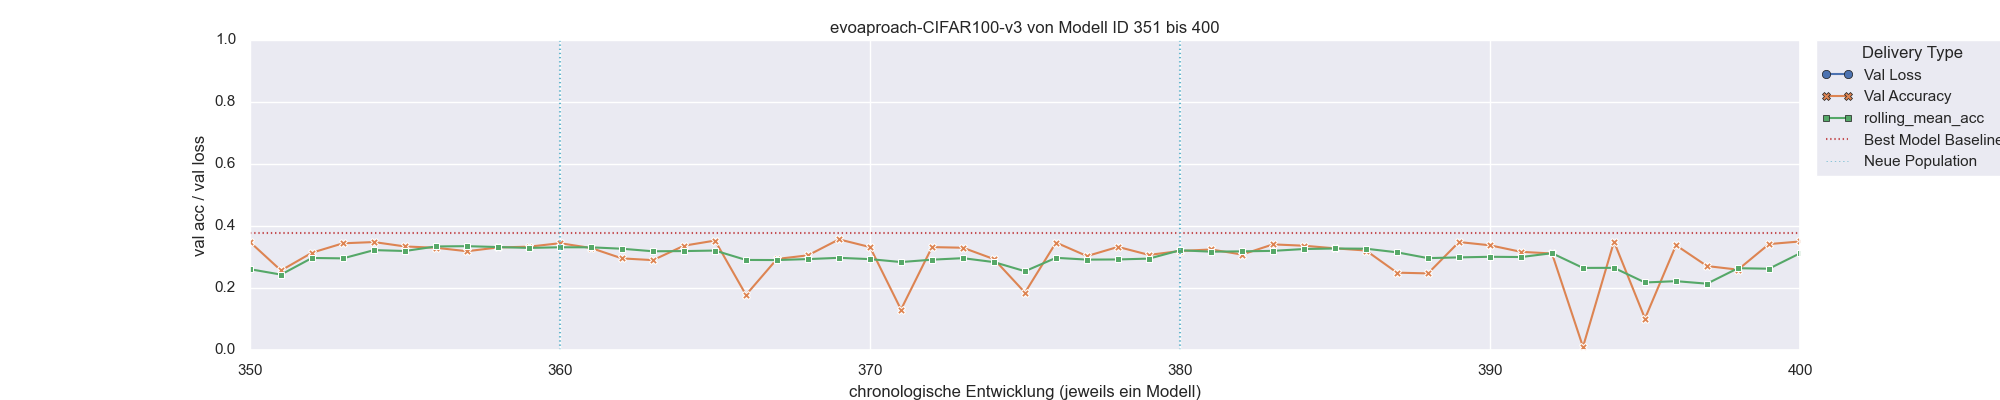 evoaproach-CIFAR100-v3 von Modell ID 351 bis 400
1.0
0.8
0.6
0.4
0.2
0.0
val acc / val loss
350
360
370
380
390
400
chronologische Entwicklung (jeweils ein Modell)
Delivery Type
Val Loss
Val Accuracy
rolling_mean_acc
Best Model Baseline
Neue Population